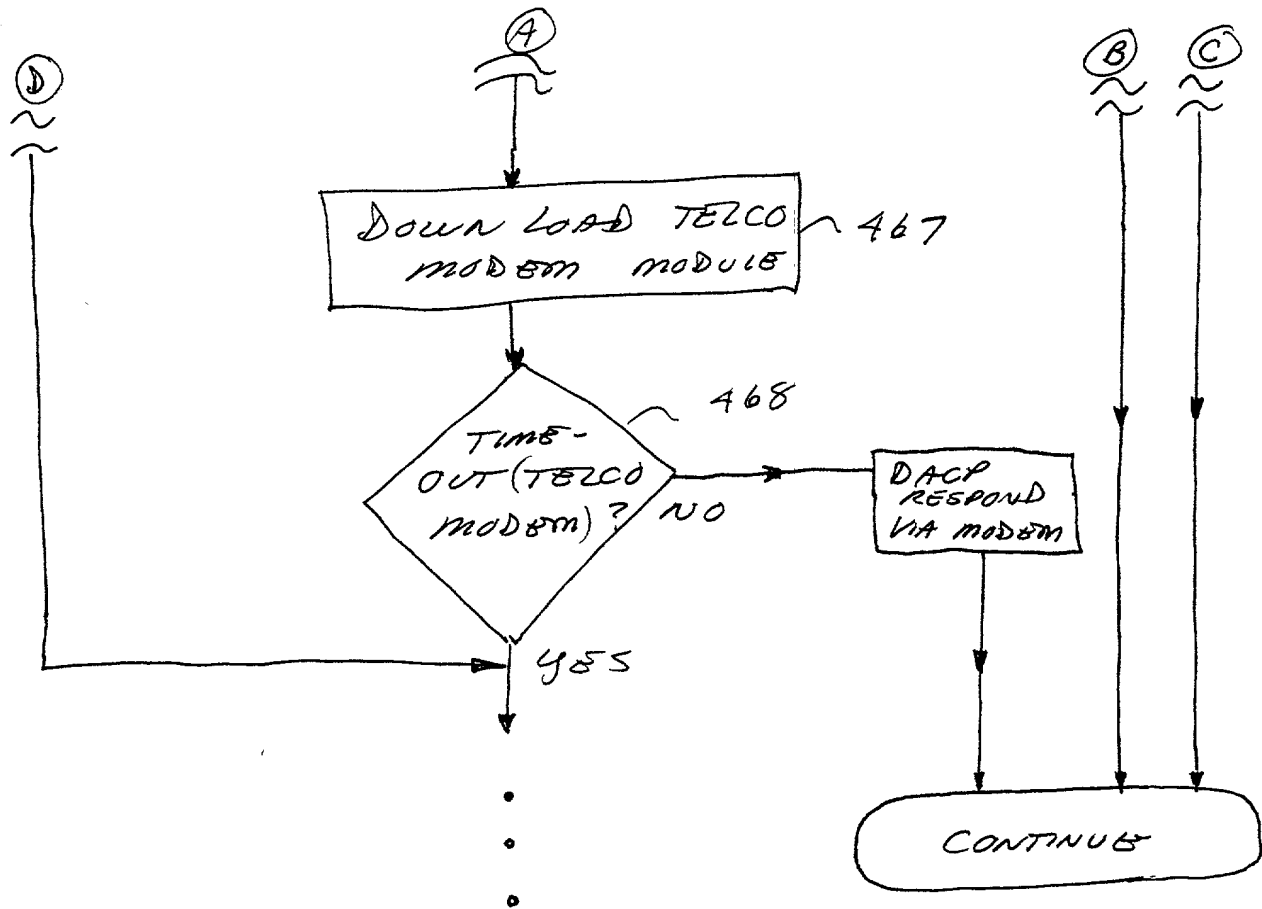 A
D
B
C
DOWN LOAD TELCO
MODEM MODULE
467
468
TIME-
OUT (TELCO
MODEM)?
NO
DACP
RESPOND
VIA MODEM
YES
CONTINUE